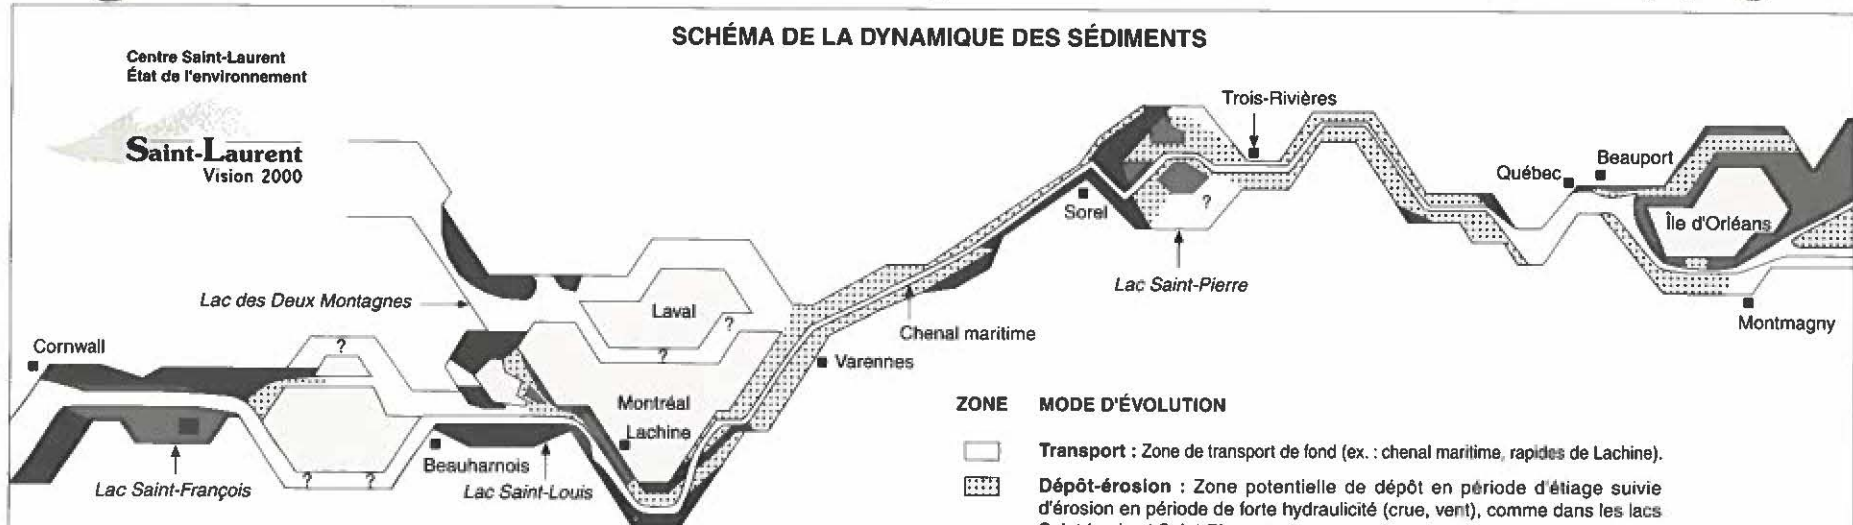 SCHÉMA DE LA DYNAMIQUE DES SÉDIMENTS
Centre Saint-Laurent
État de l'environnement
Saint-Laurent
Vision 2000
Trois-Rivières
Québec
Beauport
Île d'Orléans
Sorel
Lac Saint-Pierre
?
Montmagny
Lac des Deux Montagnes
Laval
?
?
Chenal maritime
Cornwall
?
Varennes
Montréal
Lachine
Beauharnois
Lac Saint-François
?
?
Lac Saint-Louis
ZONE MODE D'ÉVOLUTION
Transport : Zone de transport de fond (ex. : chenal maritime, rapides de Lachine).
Dépôt-érosion : Zone potentielle de dépôt en période d'étiage suivie
d'érosion en période de forte hydraulicité (crue, vent), comme dans les lacs